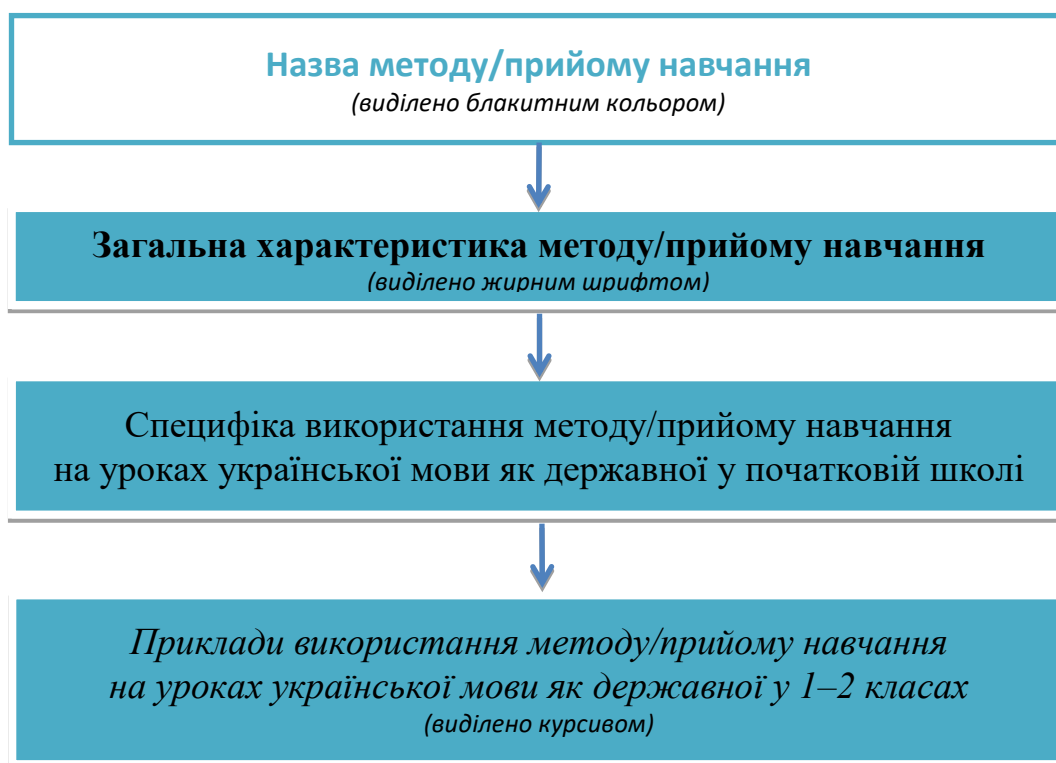 Назва методу/прийому навчання
(виділено блакитним кольором)
Загальна характеристика методу/прийому навчання
(виділено жирним шрифтом)
Специфіка використання методу/прийому навчання
на уроках української мови як державної у початковій школі
Приклади використання методу/прийому навчання
на уроках української мови як державної у 1–2 класах
(виділено курсивом)